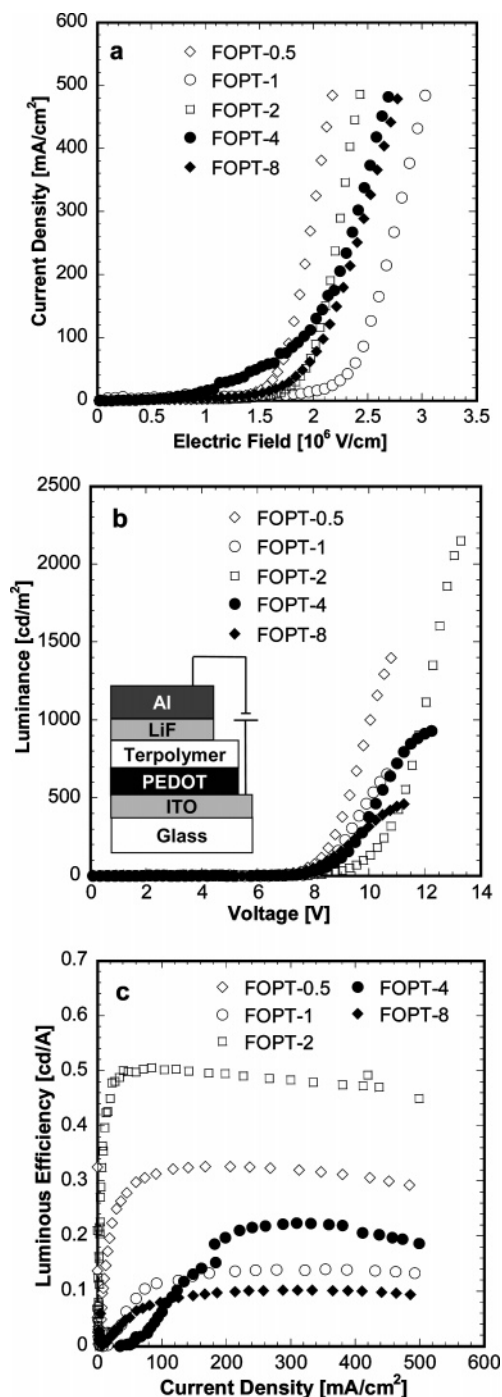 600
500
400
300
200
100
0
Current Density [mA/cm²]
a
FOPT-0.5
FOPT-1
FOPT-2
FOPT-4
FOPT-8
0 0.5 1 1.5 2 2.5 3 3.5
Electric Field [10⁶ V/cm]
2500
2000
1500
1000
500
0
Luminance [cd/m²]
b
FOPT-0.5
FOPT-1
FOPT-2
FOPT-4
FOPT-8
Al
LiF
Terpolymer
PEDOT
ITO
Glass
0 2 4 6 8 10 12 14
Voltage [V]
0.7
0.6
0.5
0.4
0.3
0.2
0.1
0
Luminous Efficiency [cd/A]
c
FOPT-0.5
FOPT-1
FOPT-2
FOPT-4
FOPT-8
0 100 200 300 400 500 600
Current Density [mA/cm²]